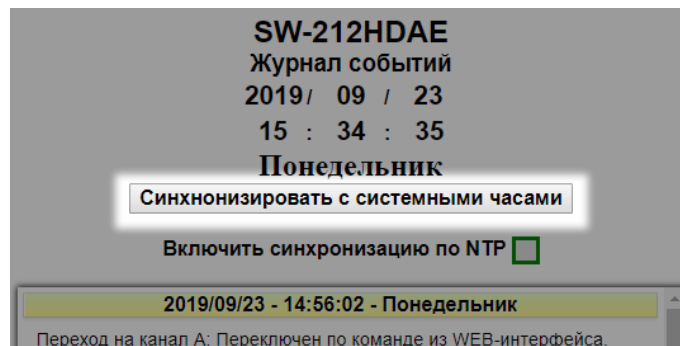 SW-212HDAE
Журнал событий
2019 / 09 / 23
15 : 34 : 35
Понедельник
Синхнонизировать с системными часами
Включить синхронизацию по NTP
2019/09/23 - 14:56:02 - Понедельник
Переход на канал А: Переключен по команде из WEB-интерфейса.